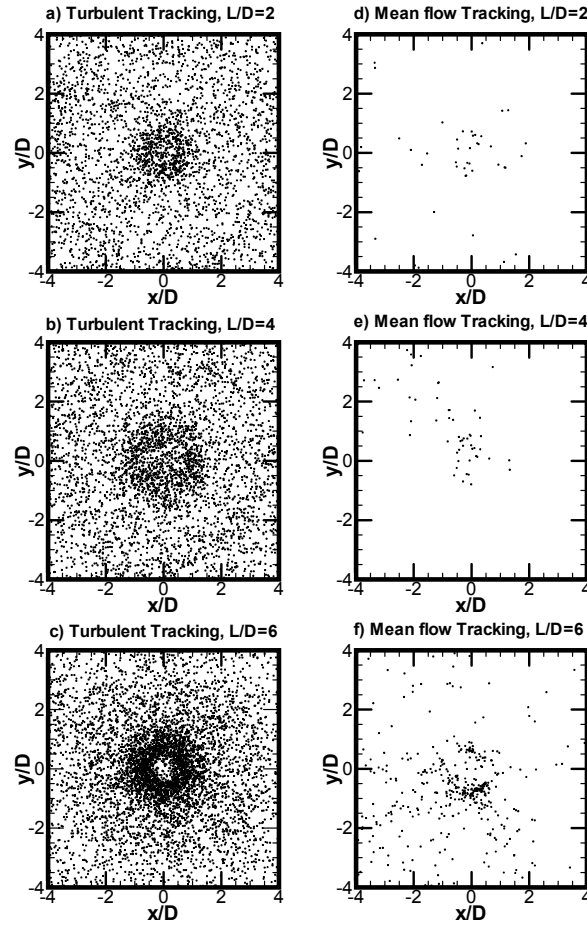 a) Turbulent Tracking, L/D=2
4
2
0
-2
-4
y/D
-4 -2 0 2 4
x/D
d) Mean flow Tracking, L/D=2
4
2
0
-2
-4
y/D
-4 -2 0 2 4
x/D
b) Turbulent Tracking, L/D=4
4
2
0
-2
-4
y/D
-4 -2 0 2 4
x/D
e) Mean flow Tracking, L/D=4
4
2
0
-2
-4
y/D
-4 -2 0 2 4
x/D
c) Turbulent Tracking, L/D=6
4
2
0
-2
-4
y/D
-4 -2 0 2 4
x/D
f) Mean flow Tracking, L/D=6
4
2
0
-2
-4
y/D
-4 -2 0 2 4
x/D